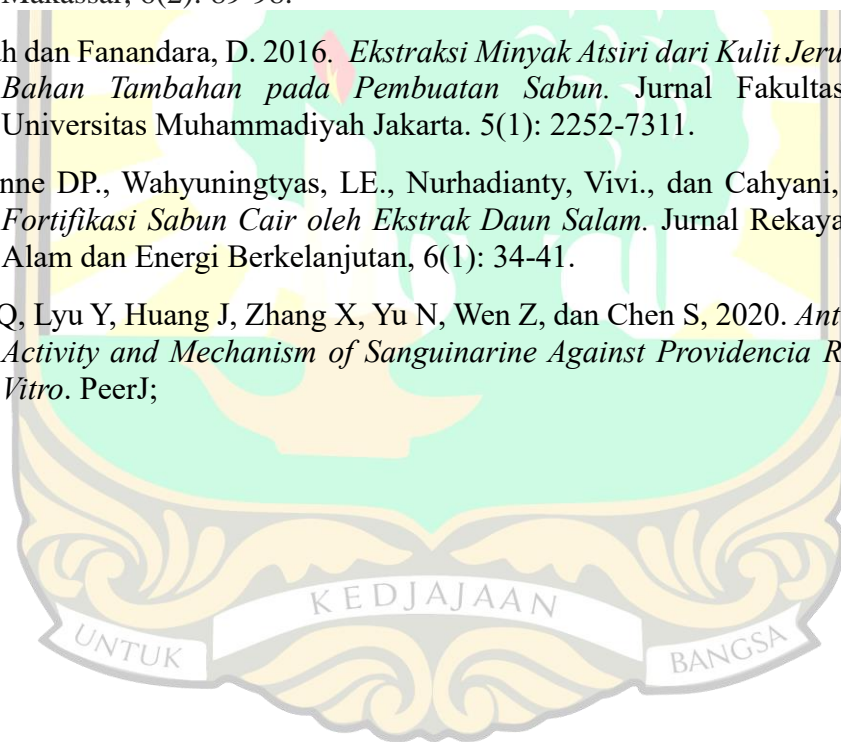 Makassar, 6(2): 89-98.
h dan Fanandara, D. 2016. Ekstraksi Minyak Atsiri dari Kulit Jeru
Bahan Tambahan pada Pembuatan Sabun. Jurnal Fakultas
Universitas Muhammadiyah Jakarta. 5(1): 2252-7311.
nne DP., Wahyuningtyas, LE., Nurhadianty, Vivi., dan Cahyani,
Fortifikasi Sabun Cair oleh Ekstrak Daun Salam. Jurnal Rekaya
Alam dan Energi Berkelanjutan, 6(1): 34-41.
Q, Lyu Y, Huang J, Zhang X, Yu N, Wen Z, dan Chen S, 2020. Ant
Activity and Mechanism of Sanguinarine Against Providencia R
Vitro. PeerJ;
KEDJAJAAN
UNTUK
BANGSA